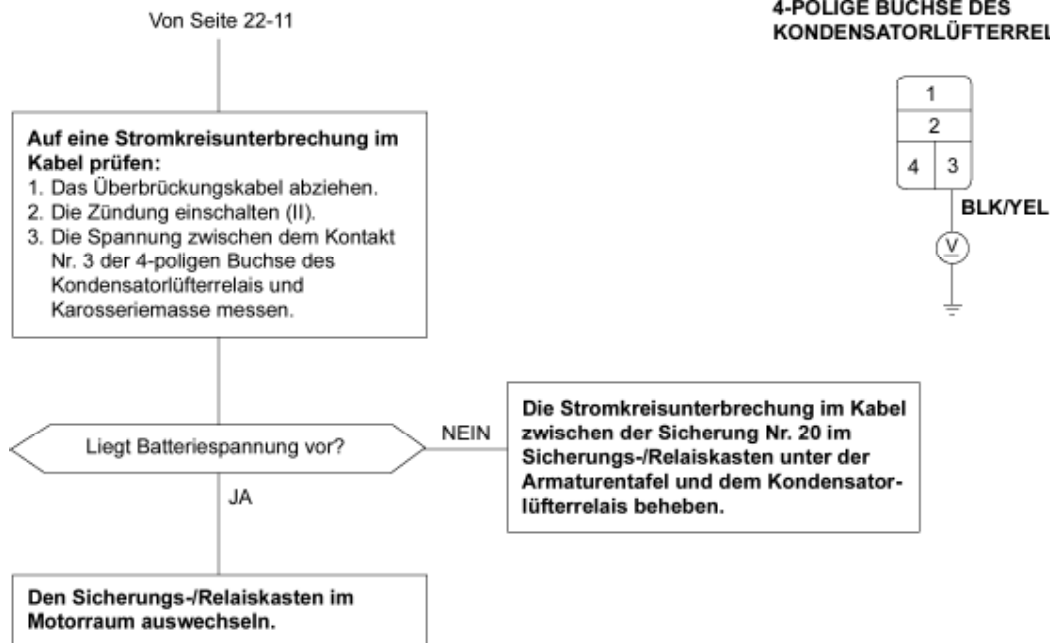 Von Seite 22-11
4-POLIGE BUCHSE DES
1
2
4 3
BLK/YEL
V
Auf eine Stromkreisunterbrechung im
Kabel prüfen:
1. Das Überbrückungskabel abziehen.
2. Die Zündung einschalten (II).
3. Die Spannung zwischen dem Kontakt
Nr. 3 der 4-poligen Buchse des
Kondensatorlüfterrelais und
Karosseriemasse messen.
Liegt Batteriespannung vor?
NEIN
JA
Die Stromkreisunterbrechung im Kabel
zwischen der Sicherung Nr. 20 im
Sicherungs-/Relaiskasten unter der
Armaturentafel und dem Kondensator-
lüfterrelais beheben.
Den Sicherungs-/Relaiskasten im
Motorraum auswechseln.